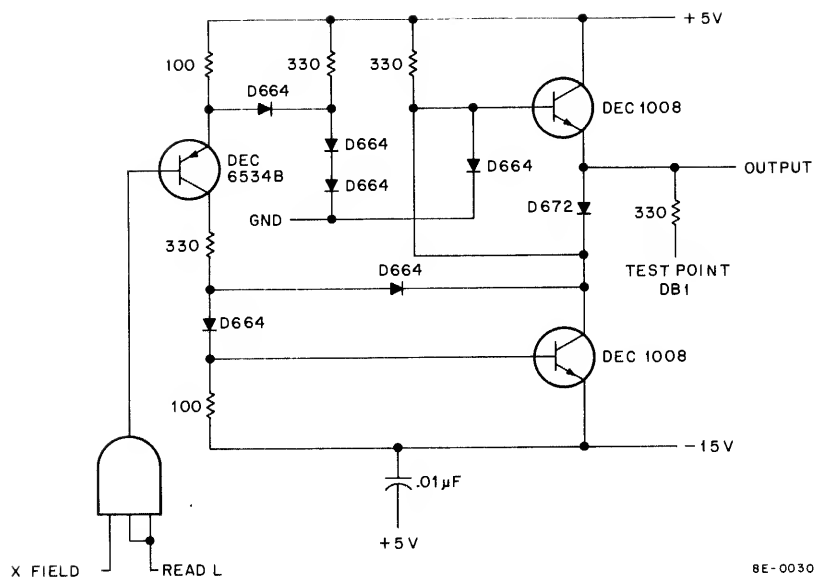 +5V
100
330
330
D664
DEC 1008
D664
DEC
6534B
D664
D664
OUTPUT
GND
D672
330
330
TEST POINT
DB1
D664
D664
DEC 1008
100
-15V
.01µF
+5V
X FIELD
READ L
8E-0030